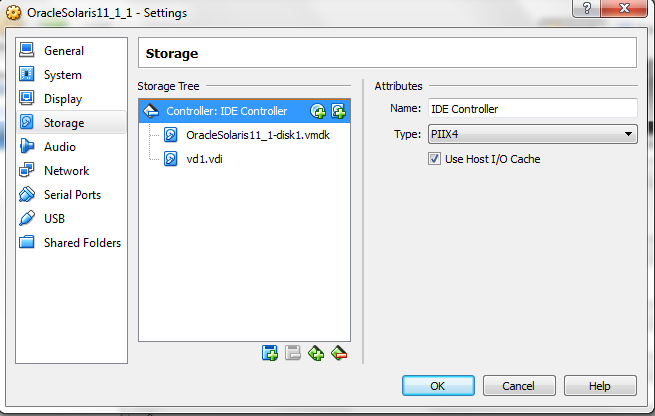 OracleSolaris11_1_1 - Settings
General
System
Display
Storage
Audio
Network
Serial Ports
USB
Shared Folders
Storage
Storage Tree
Controller: IDE Controller
OracleSolaris11_1-disk1.vmdk
vd1.vdi
Attributes
Name: IDE Controller
Type: PIIX4
Use Host I/O Cache
OK Cancel Help